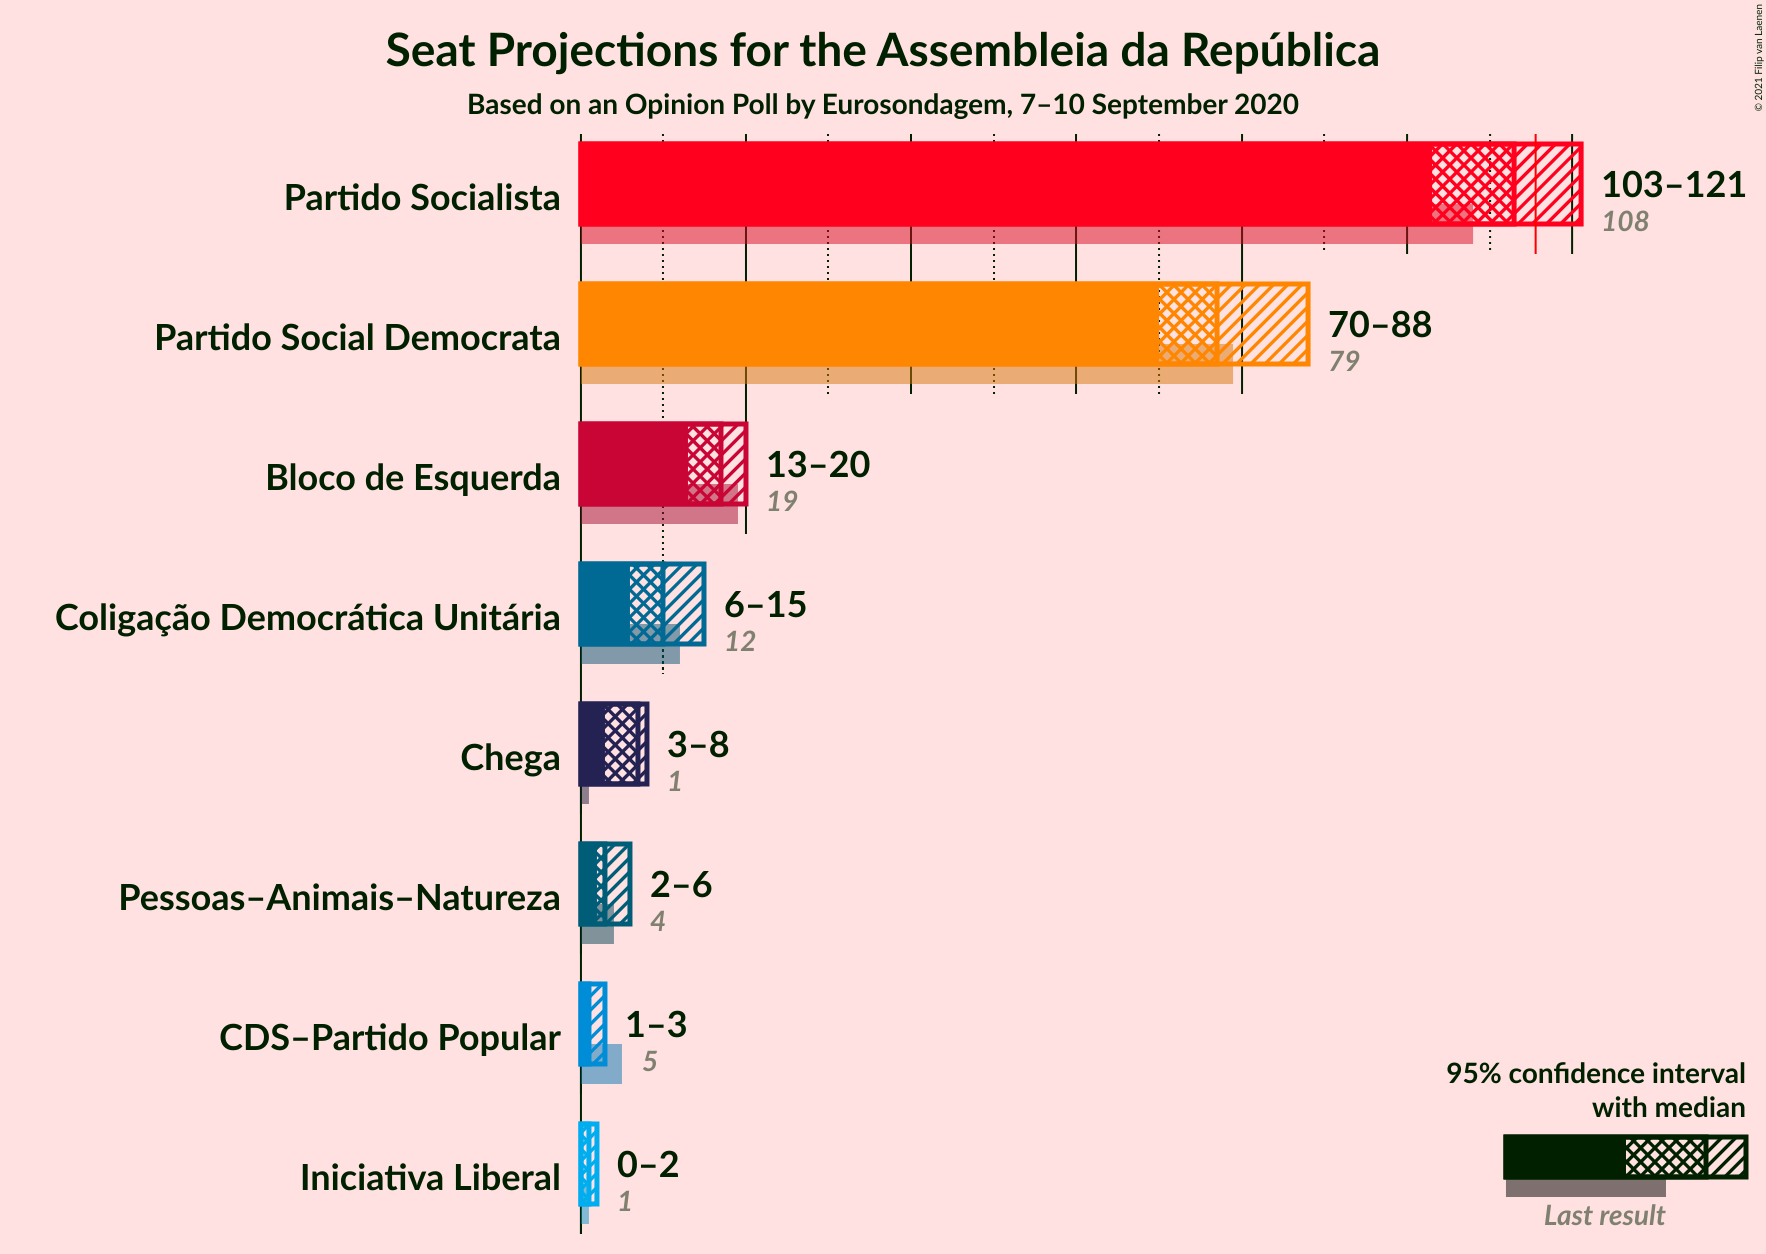 Seat Projections for the Assembleia da República
Based on an Opinion Poll by Eurosondagem, 7–10 September 2020
© 2021 Filip van Laenen
Partido Socialista
103–121
108
Partido Social Democrata
70–88
79
Bloco de Esquerda
13–20
19
Coligação Democrática Unitária
6–15
12
Chega
3–8
1
Pessoas–Animais–Natureza
2–6
4
CDS–Partido Popular
1–3
5
Iniciativa Liberal
0–2
1
95% confidence interval
with median
Last result